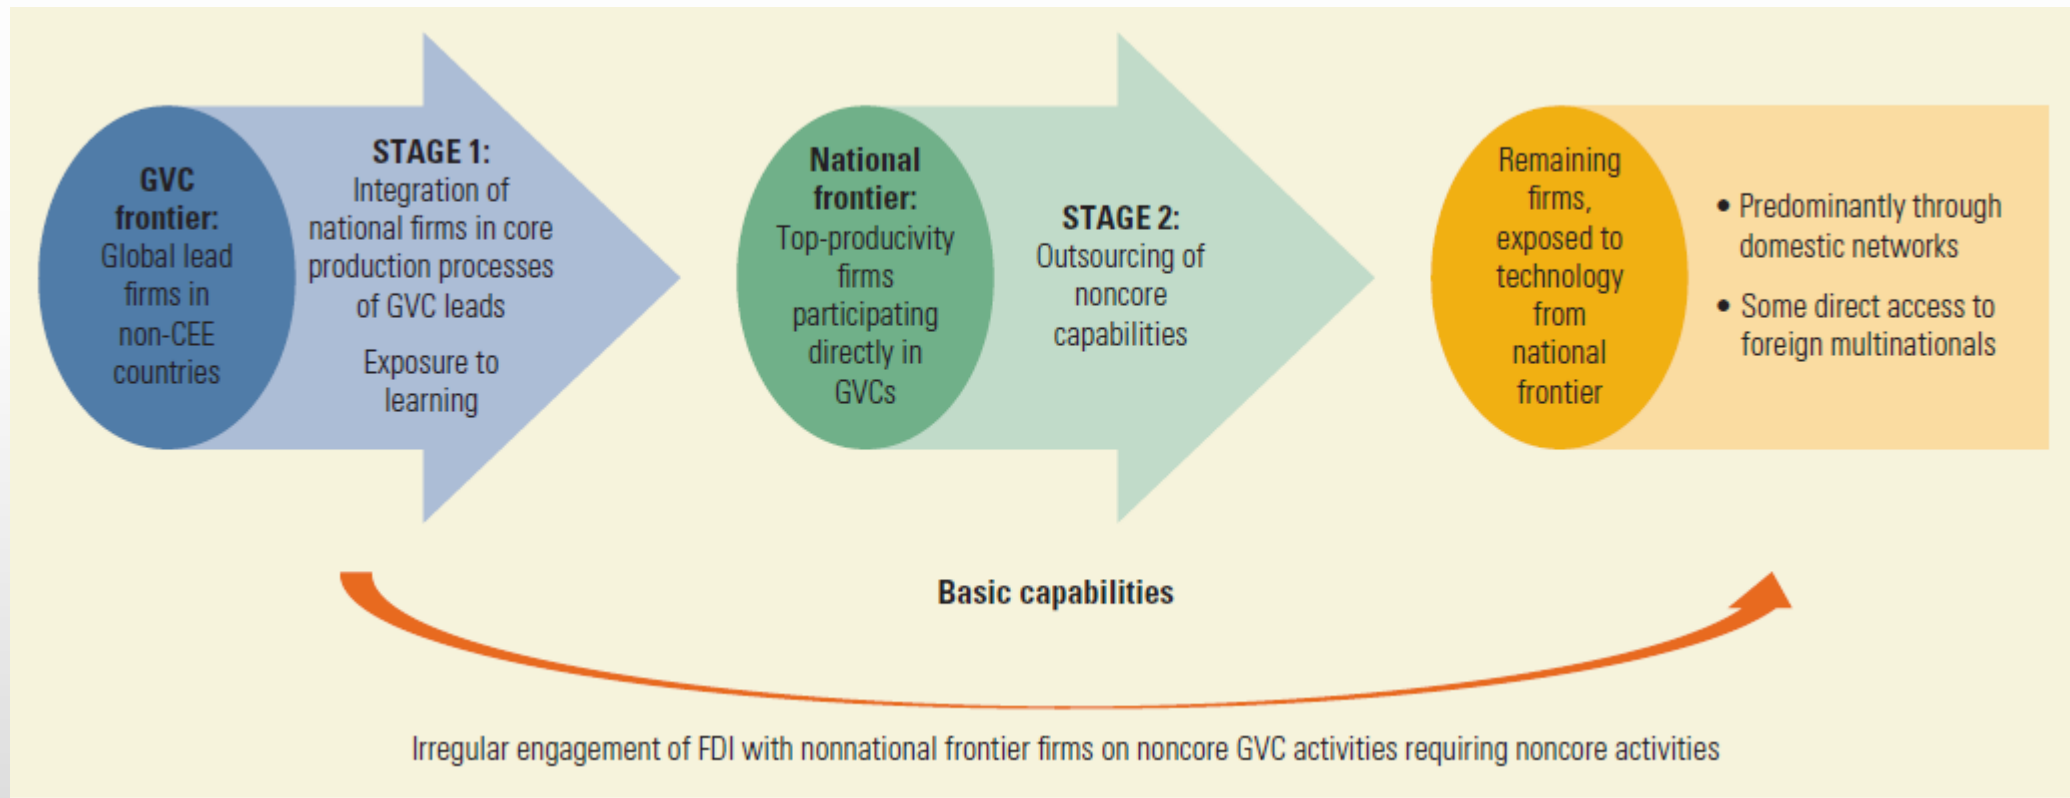 GVC
frontier:
Global lead
firms in
non-CEE
countries
STAGE 1:
Integration of
national firms in core
production processes
of GVC leads
Exposure to
learning
National
frontier:
Top-producivity
firms
participating
directly in
GVCs
STAGE 2:
Outsourcing of
noncore
capabilities
Remaining
firms,
exposed to
technology
from
national
frontier
• Predominantly through
domestic networks
• Some direct access to
foreign multinationals
Basic capabilities
Irregular engagement of FDI with nonnational frontier firms on noncore GVC activities requiring noncore activities